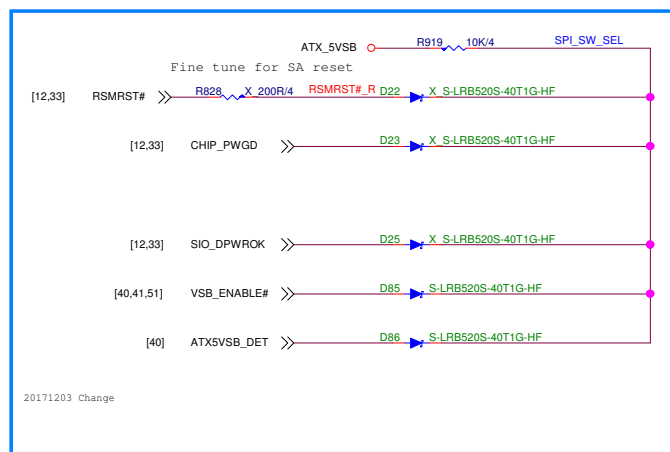 ATX_5VSB R919 10K/4 SPI_SW_SEL
Fine tune for SA reset
[12,33] RSMRST# R828 X_200R/4 RSMRST#_R D22 X_S-LRB520S-40T1G-HF
[12,33] CHIP_PWGD D23 X_S-LRB520S-40T1G-HF
[12,33] SIO_DPWROK D25 X_S-LRB520S-40T1G-HF
[40,41,51] VSB_ENABLE# D85 S-LRB520S-40T1G-HF
[40] ATX5VSB_DET D86 S-LRB520S-40T1G-HF
20171203 Change